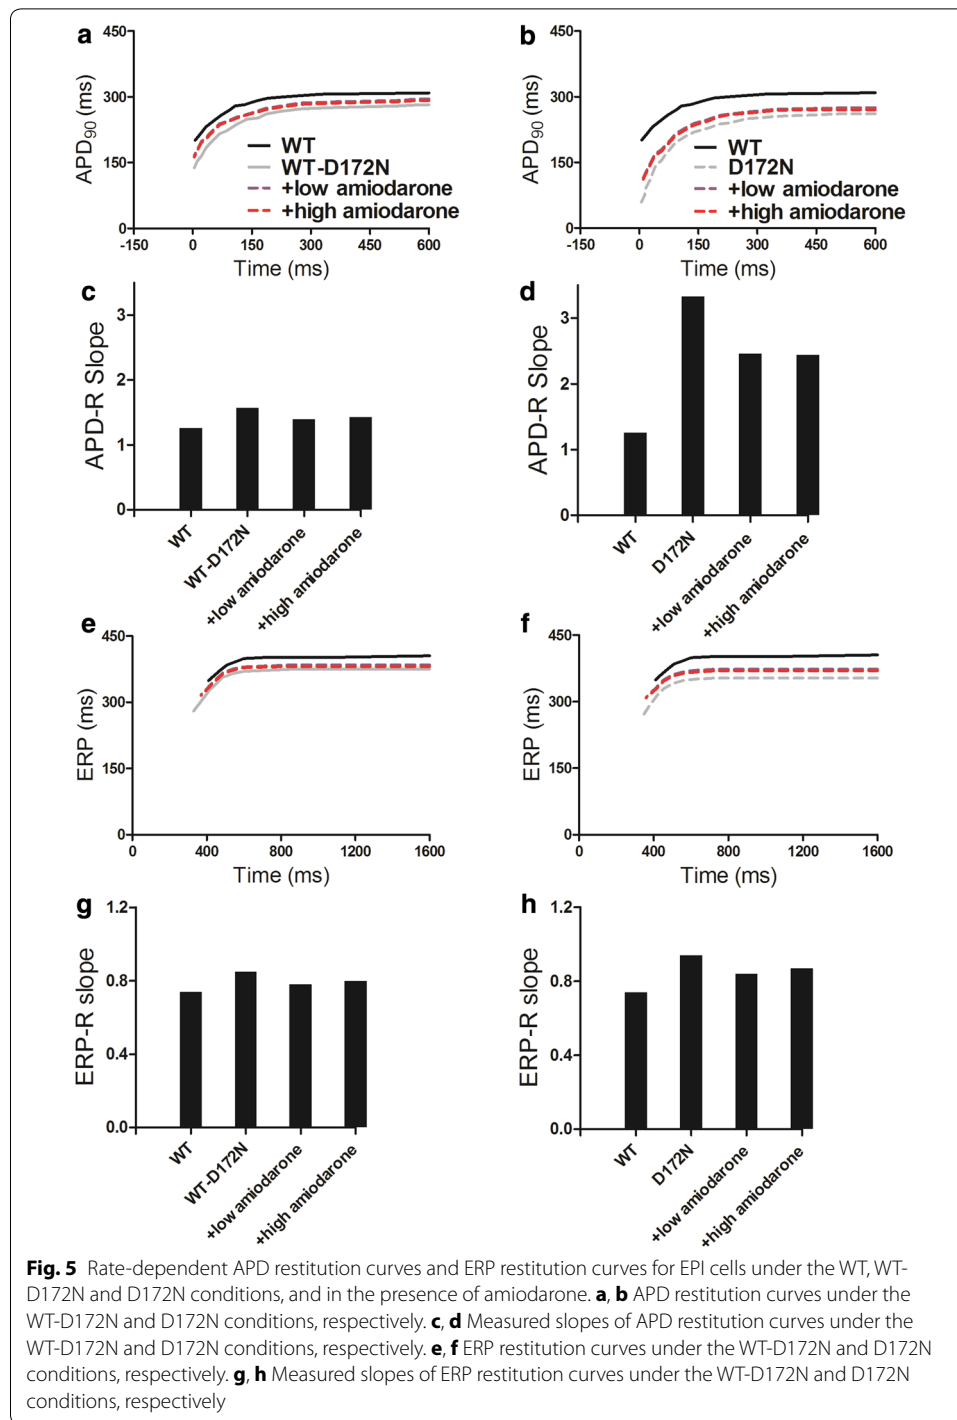 a
450
300
150
0
APD90 (ms)
WT
WT-D172N
+low amiodarone
+high amiodarone
-150 0 150 300 450 600
Time (ms)
b
450
300
150
0
APD90 (ms)
WT
D172N
+low amiodarone
+high amiodarone
-150 0 150 300 450 600
Time (ms)
c
3
2
1
0
APD-R Slope
WT
WT-D172N
+low amiodarone
+high amiodarone
d
3
2
1
0
APD-R Slope
WT
D172N
+low amiodarone
+high amiodarone
e
450
300
150
0
ERP (ms)
0 400 800 1200 1600
Time (ms)
f
450
300
150
0
ERP (ms)
0 400 800 1200 1600
Time (ms)
g
1.2
0.8
0.4
0.0
ERP-R slope
WT
WT-D172N
+low amiodarone
+high amiodarone
h
1.2
0.8
0.4
0.0
ERP-R slope
WT
D172N
+low amiodarone
+high amiodarone
Fig. 5 Rate-dependent APD restitution curves and ERP restitution curves for EPI cells under the WT, WT-
D172N and D172N conditions, and in the presence of amiodarone. a, b APD restitution curves under the
WT-D172N and D172N conditions, respectively. c, d Measured slopes of APD restitution curves under the
WT-D172N and D172N conditions, respectively. e, f ERP restitution curves under the WT-D172N and D172N
conditions, respectively. g, h Measured slopes of ERP restitution curves under the WT-D172N and D172N
conditions, respectively